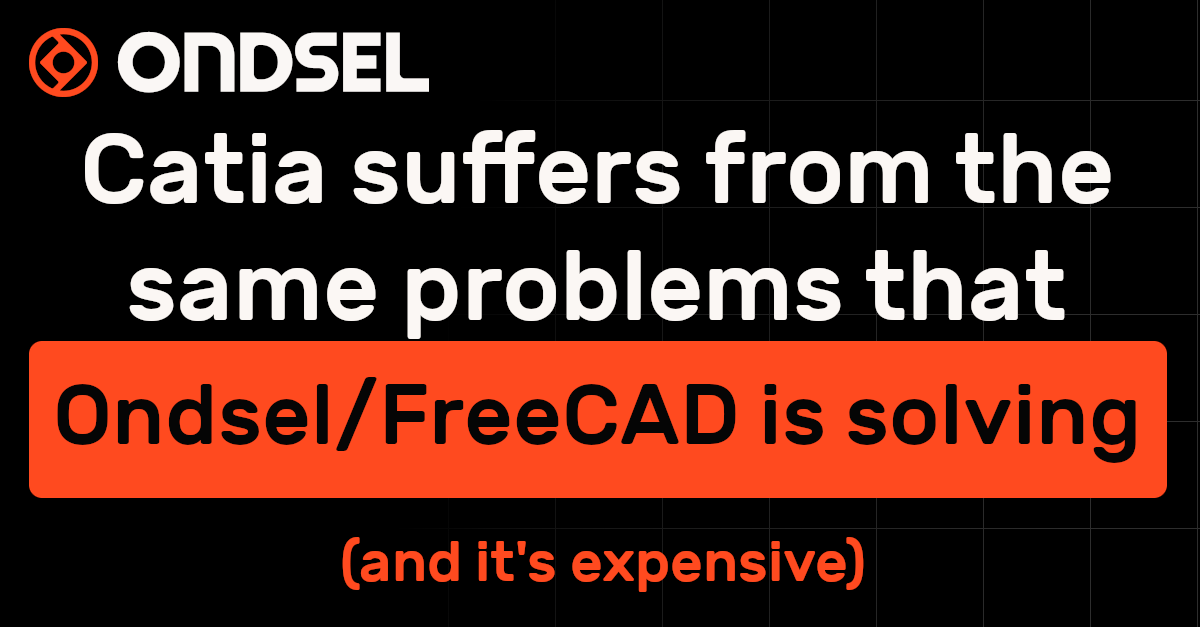 ONDSEL
Catia suffers from the
same problems that
Ondsel/FreeCAD is solving
(and it's expensive)